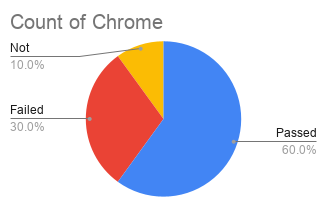 Count of Chrome
Not
10.0%
Failed
30.0%
Passed
60.0%